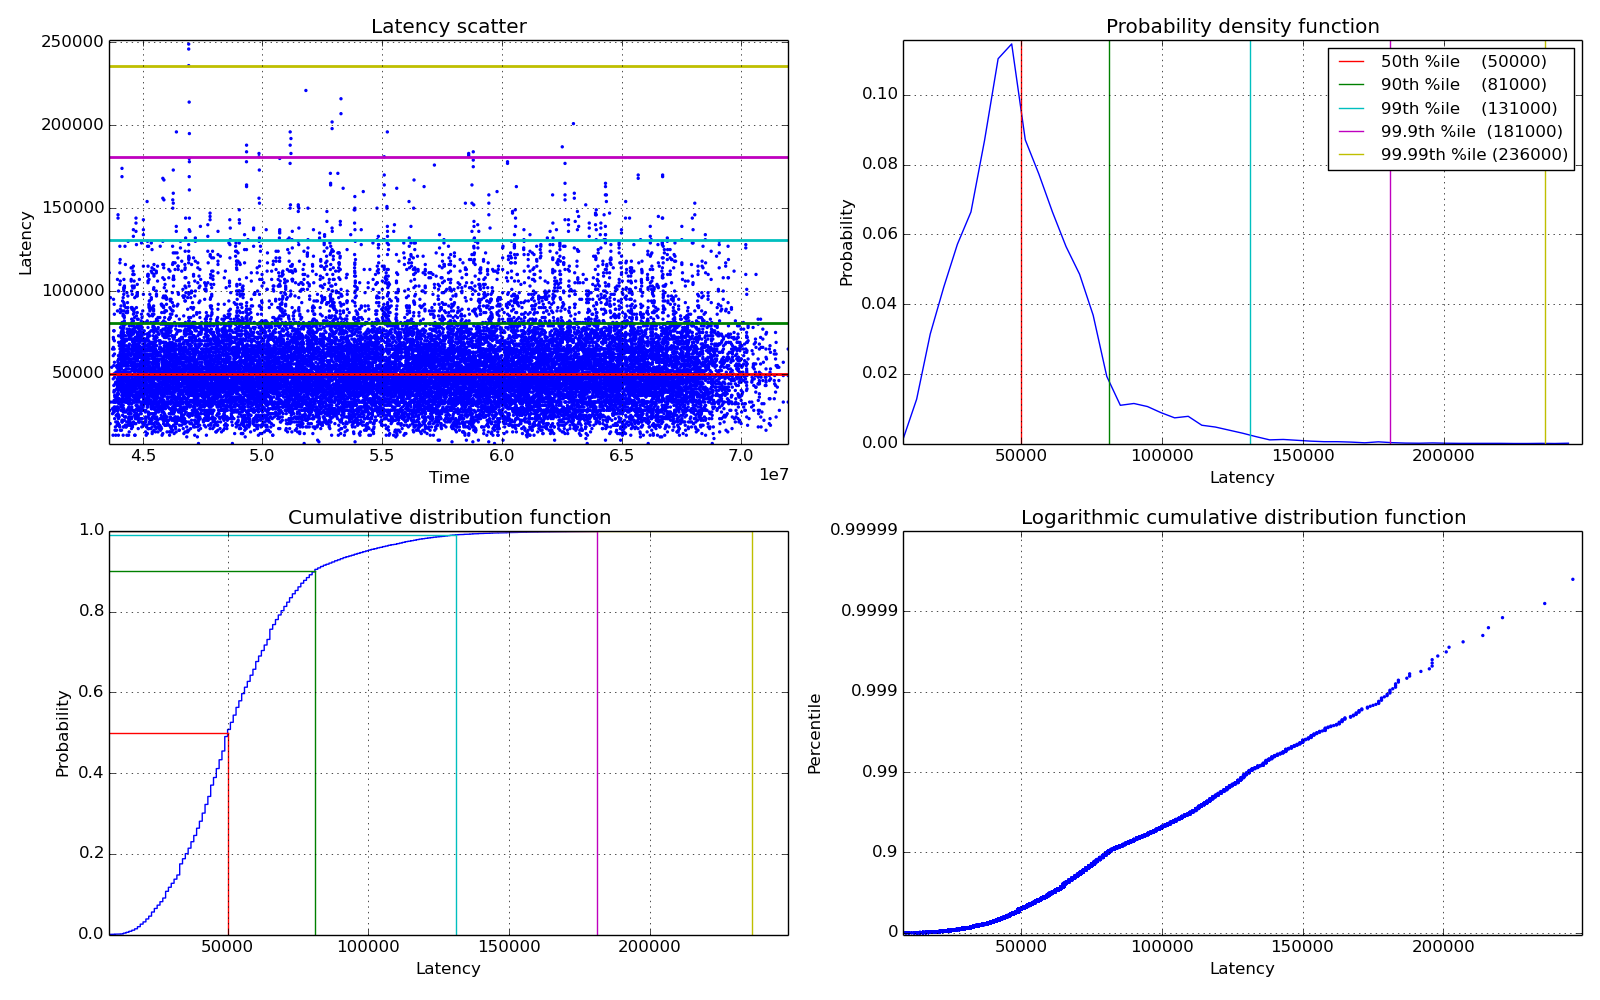 Latency scatter
250000
200000
150000
100000
50000
Latency
4.5 5.0 5.5 6.0 6.5 7.0
1e7
Time
Probability density function
50th %ile (50000)
90th %ile (81000)
99th %ile (131000)
99.9th %ile (181000)
99.99th %ile (236000)
0.10
0.08
0.06
0.04
0.02
0.00
Probability
50000 100000 150000 200000
Latency
Cumulative distribution function
1.0
0.8
0.6
0.4
0.2
0.0
Probability
50000 100000 150000 200000
Latency
Logarithmic cumulative distribution function
0.99999
0.9999
0.999
0.99
0.9
0
Percentile
50000 100000 150000 200000
Latency